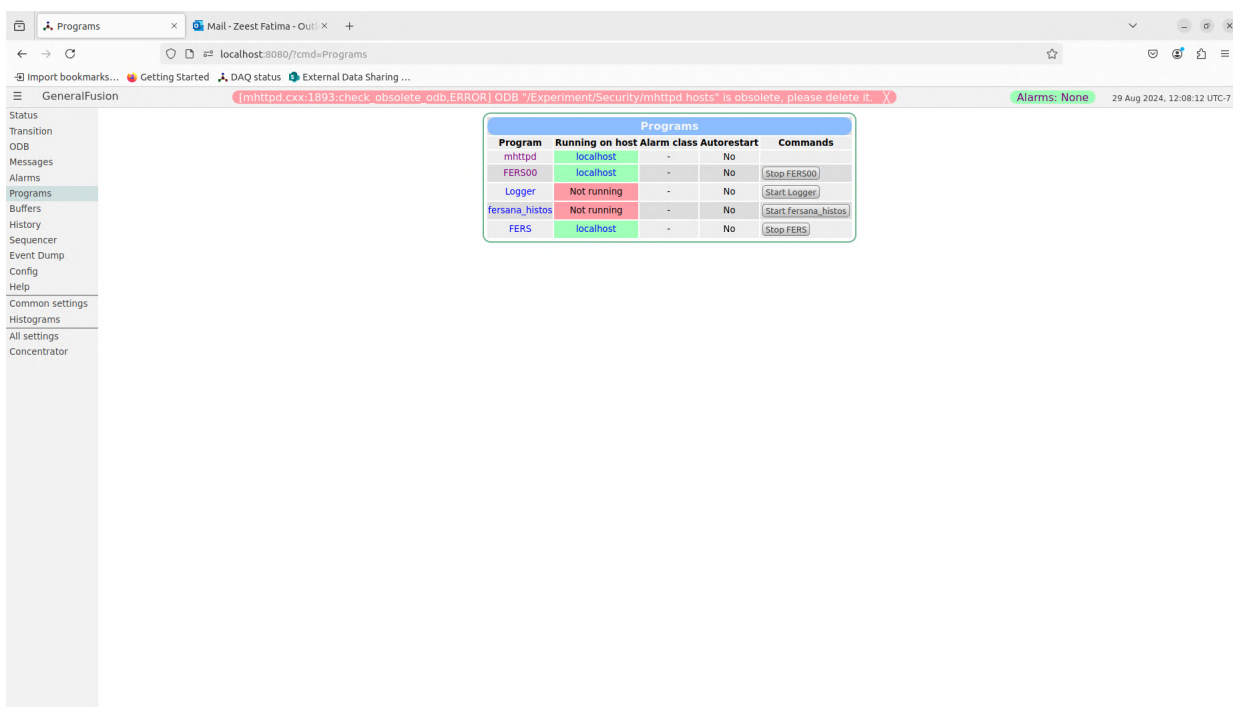 Programs
Mail - Zeest Fatima - Outl
localhost:8080/?cmd=Programs
Import bookmarks... Getting Started DAQ status External Data Sharing ...
GeneralFusion
[mhttpd.cxx:1893:check_obsolete_odb,ERROR] ODB "/Experiment/Security/mhttpd hosts" is obsolete, please delete it. X
Alarms: None
29 Aug 2024, 12:08:12 UTC-7
Status
Transition
ODB
Messages
Alarms
Programs
Buffers
History
Sequencer
Event Dump
Config
Help
Common settings
Histograms
All settings
Concentrator
Programs
Program Running on host Alarm class Autorestart Commands
mhttpd localhost - No
FERS00 localhost - No Stop FERS00
Logger Not running - No Start Logger
fersana_histos Not running - No Start fersana_histos
FERS localhost - No Stop FERS